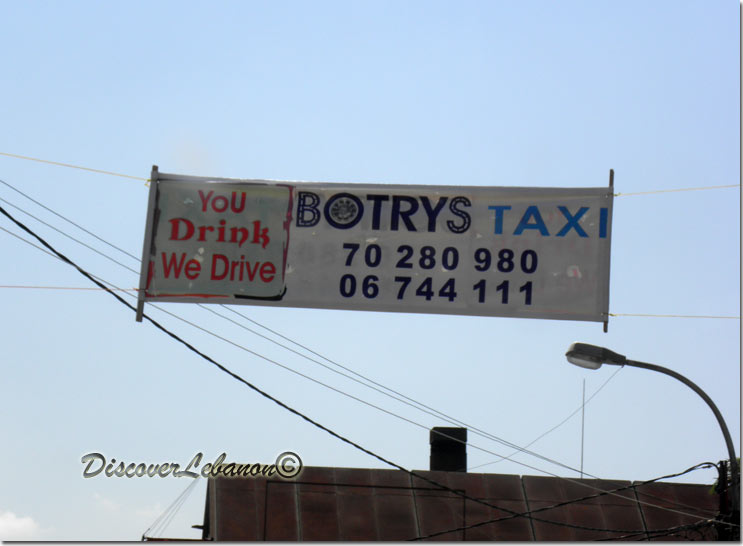 YoU
Drink
We Drive
BOTRYS TAXI
70 280 980
06 744 111
DiscoverLebanon©